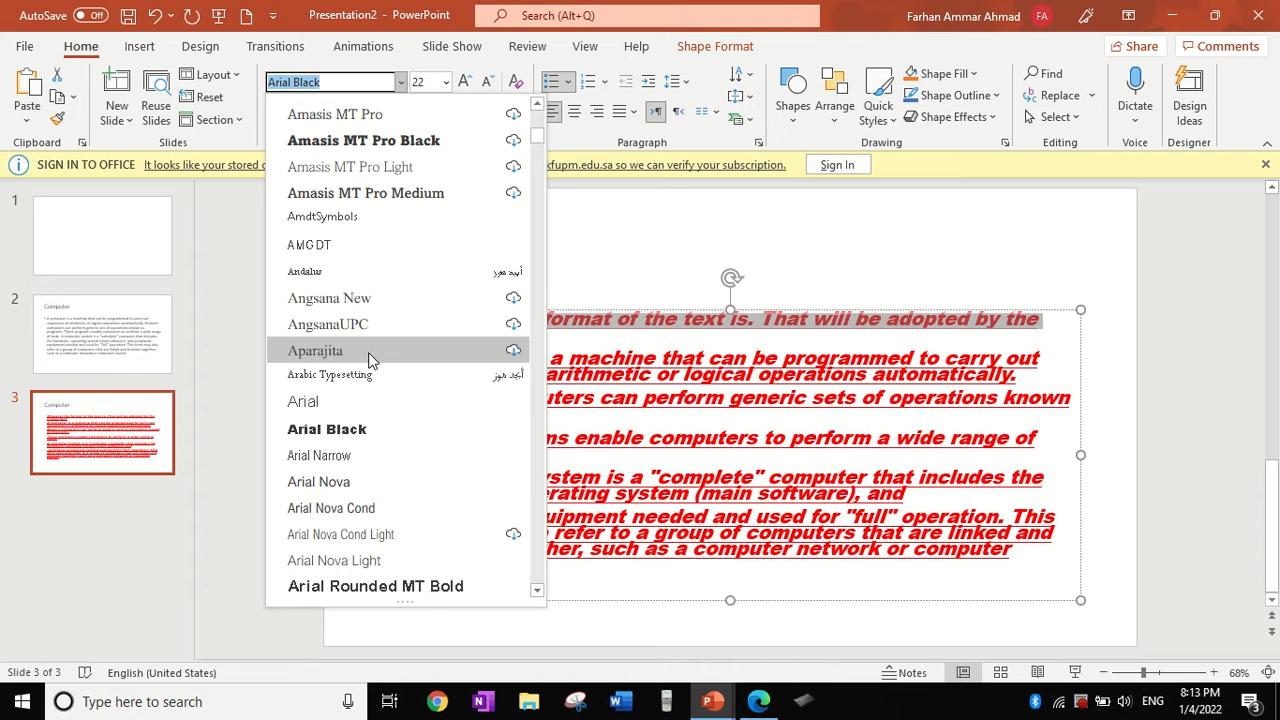 AutoSave Off Presentation2 - PowerPoint Search (Alt+Q) Farhan Ammar Ahmad FA
File Home Insert Design Transitions Animations Slide Show Review View Help Shape Format Share Comments
Paste
Clipboard
New Slide
Reuse Slides
Layout
Reset
Section
Slides
Arial Black 22
Paragraph
Shapes Arrange Quick Styles
Shape Fill
Shape Outline
Shape Effects
Drawing
Find
Replace
Select
Editing
Dictate
Voice
Design Ideas
Designer
SIGN IN TO OFFICE It looks like your stored c kfupm.edu.sa so we can verify your subscription. Sign In
Amasis MT Pro
Amasis MT Pro Black
Amasis MT Pro Light
Amasis MT Pro Medium
AmdtSymbols
AMGDT
Andalus أبجد هوز
Angsana New
AngsanaUPC
Aparajita
Arabic Typesetting أبجد هوز
Arial
Arial Black
Arial Narrow
Arial Nova
Arial Nova Cond
Arial Nova Cond Light
Arial Nova Light
Arial Rounded MT Bold
1
2
Computer
3
Computer
format of the text is. That will be adopted by the
a machine that can be programmed to carry out
arithmetic or logical operations automatically.
uters can perform generic sets of operations known
ms enable computers to perform a wide range of
ystem is a "complete" computer that includes the
erating system (main software), and
uipment needed and used for "full" operation. This
refer to a group of computers that are linked and
her, such as a computer network or computer
Slide 3 of 3 English (United States) Notes 68%
Type here to search
ENG
8:13 PM
1/4/2022
3